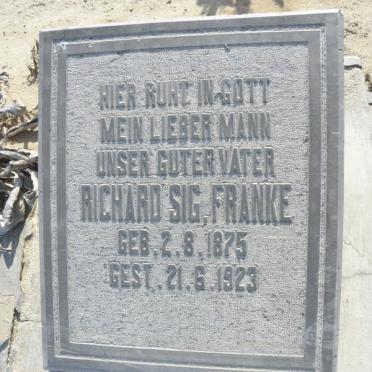 HIER RUHT IN GOTT
MEIN LIEBER MANN
UNSER GUTER VATER
RICHARD SIG. FRANKE
GEB. 2. 8. 1875
GEST. 21. 6. 1923